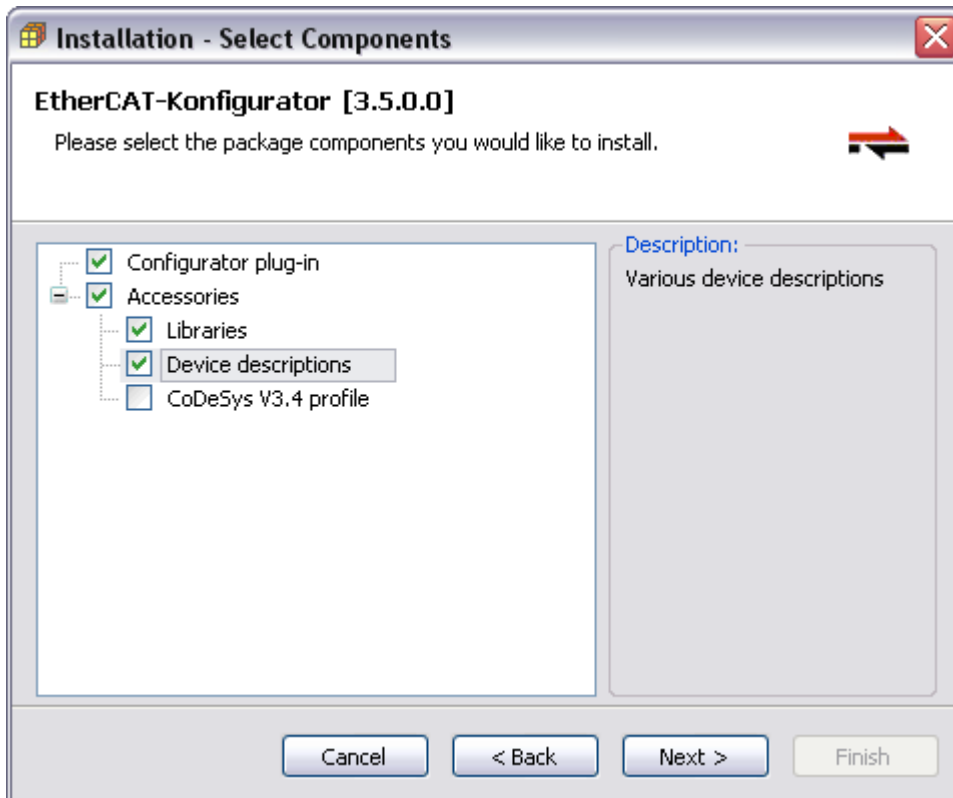 Installation - Select Components
EtherCAT-Konfigurator [3.5.0.0]
Please select the package components you would like to install.
Configurator plug-in
Accessories
Libraries
Device descriptions
CoDeSys V3.4 profile
Description:
Various device descriptions
Cancel
< Back
Next >
Finish